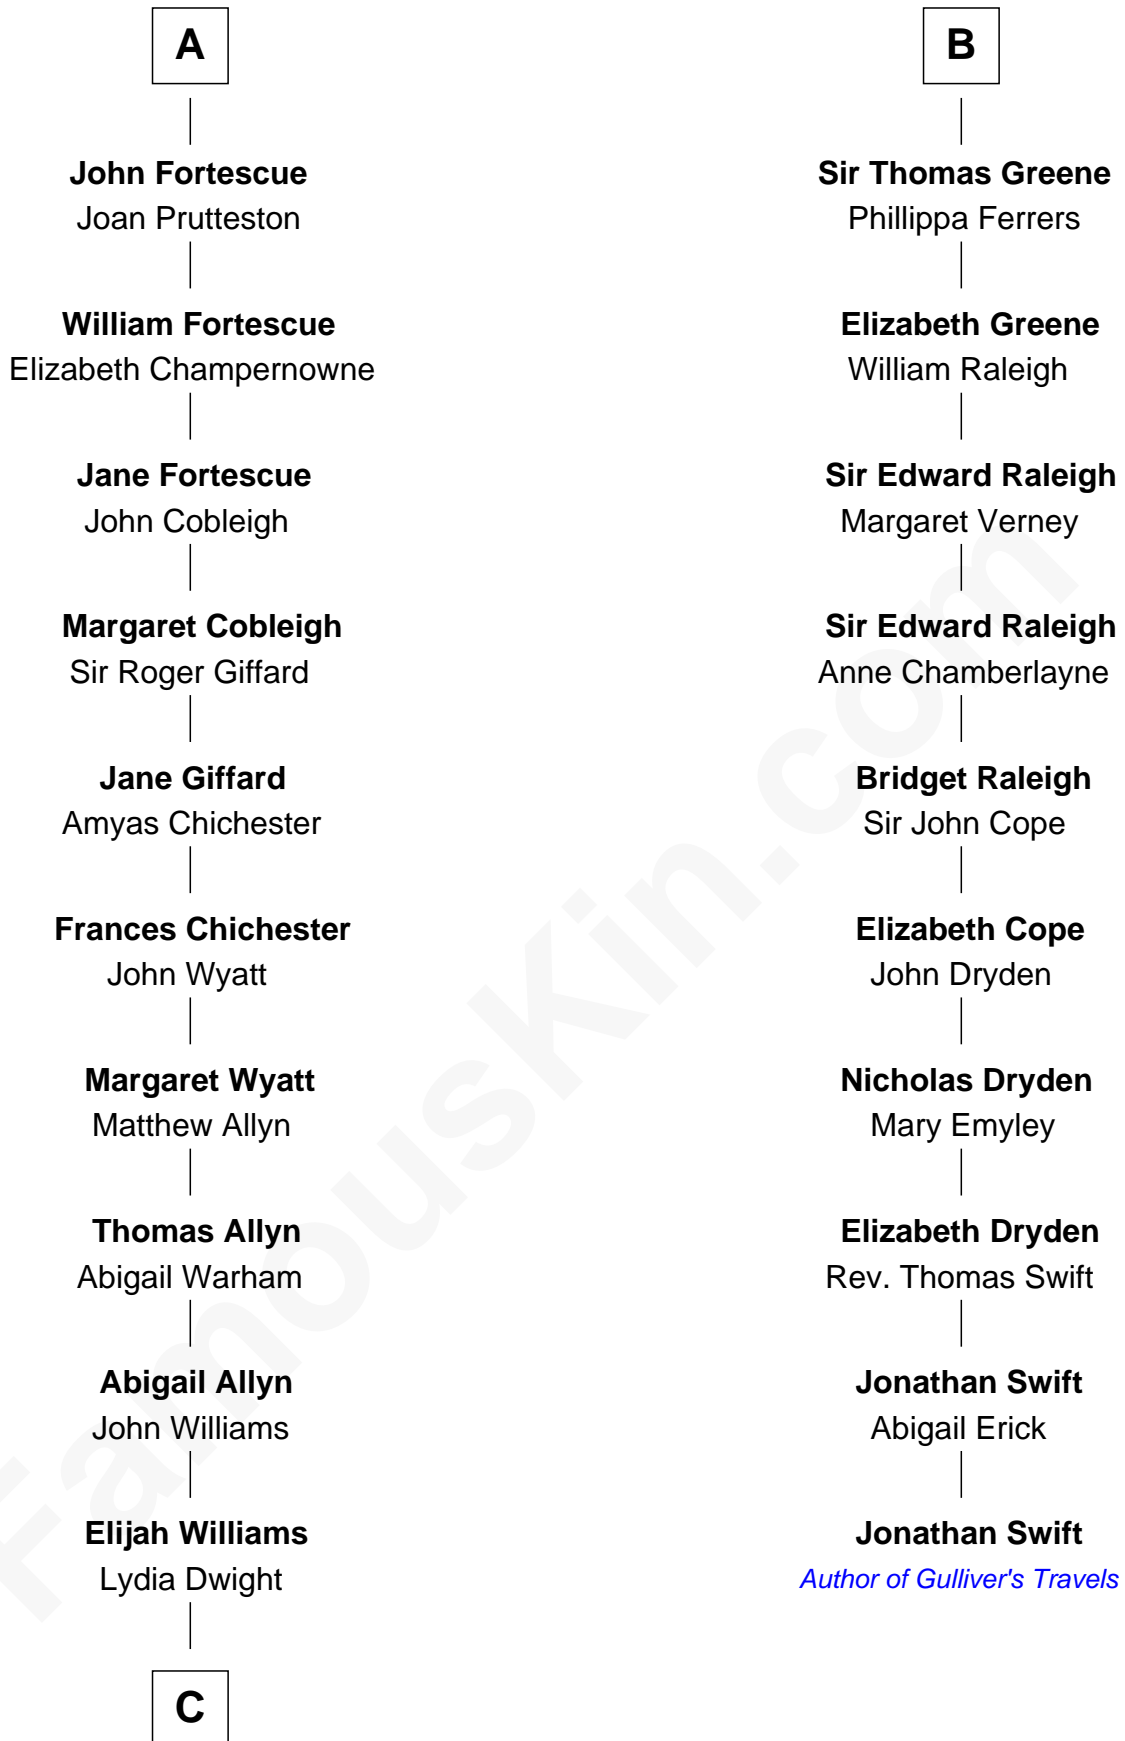 A
John Fortescue
Joan Prutteston
William Fortescue
Elizabeth Champernowne
Jane Fortescue
John Cobleigh
Margaret Cobleigh
Sir Roger Giffard
Jane Giffard
Amyas Chichester
Frances Chichester
John Wyatt
Margaret Wyatt
Matthew Allyn
Thomas Allyn
Abigail Warham
Abigail Allyn
John Williams
Elijah Williams
Lydia Dwight
C
B
Sir Thomas Greene
Phillippa Ferrers
Elizabeth Greene
William Raleigh
Sir Edward Raleigh
Margaret Verney
Sir Edward Raleigh
Anne Chamberlayne
Bridget Raleigh
Sir John Cope
Elizabeth Cope
John Dryden
Nicholas Dryden
Mary Emyley
Elizabeth Dryden
Rev. Thomas Swift
Jonathan Swift
Abigail Erick
Jonathan Swift
Author of Gulliver's Travels
FamousKin.com